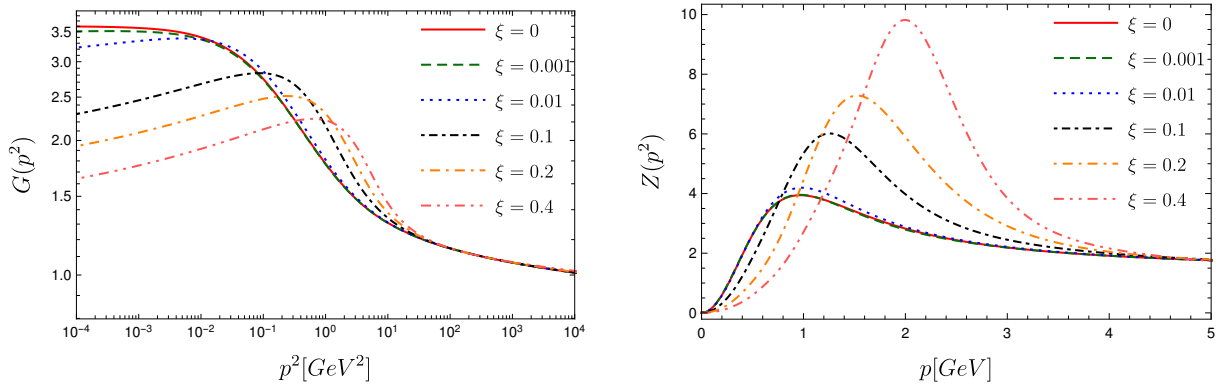 G(p²)
3.5
3.0
2.5
2.0
1.5
1.0
10⁻⁴ 10⁻³ 10⁻² 10⁻¹ 10⁰ 10¹ 10² 10³ 10⁴
p²[GeV²]
ξ = 0
ξ = 0.001
ξ = 0.01
ξ = 0.1
ξ = 0.2
ξ = 0.4
Z(p²)
10
8
6
4
2
0
0 1 2 3 4 5
p[GeV]
ξ = 0
ξ = 0.001
ξ = 0.01
ξ = 0.1
ξ = 0.2
ξ = 0.4